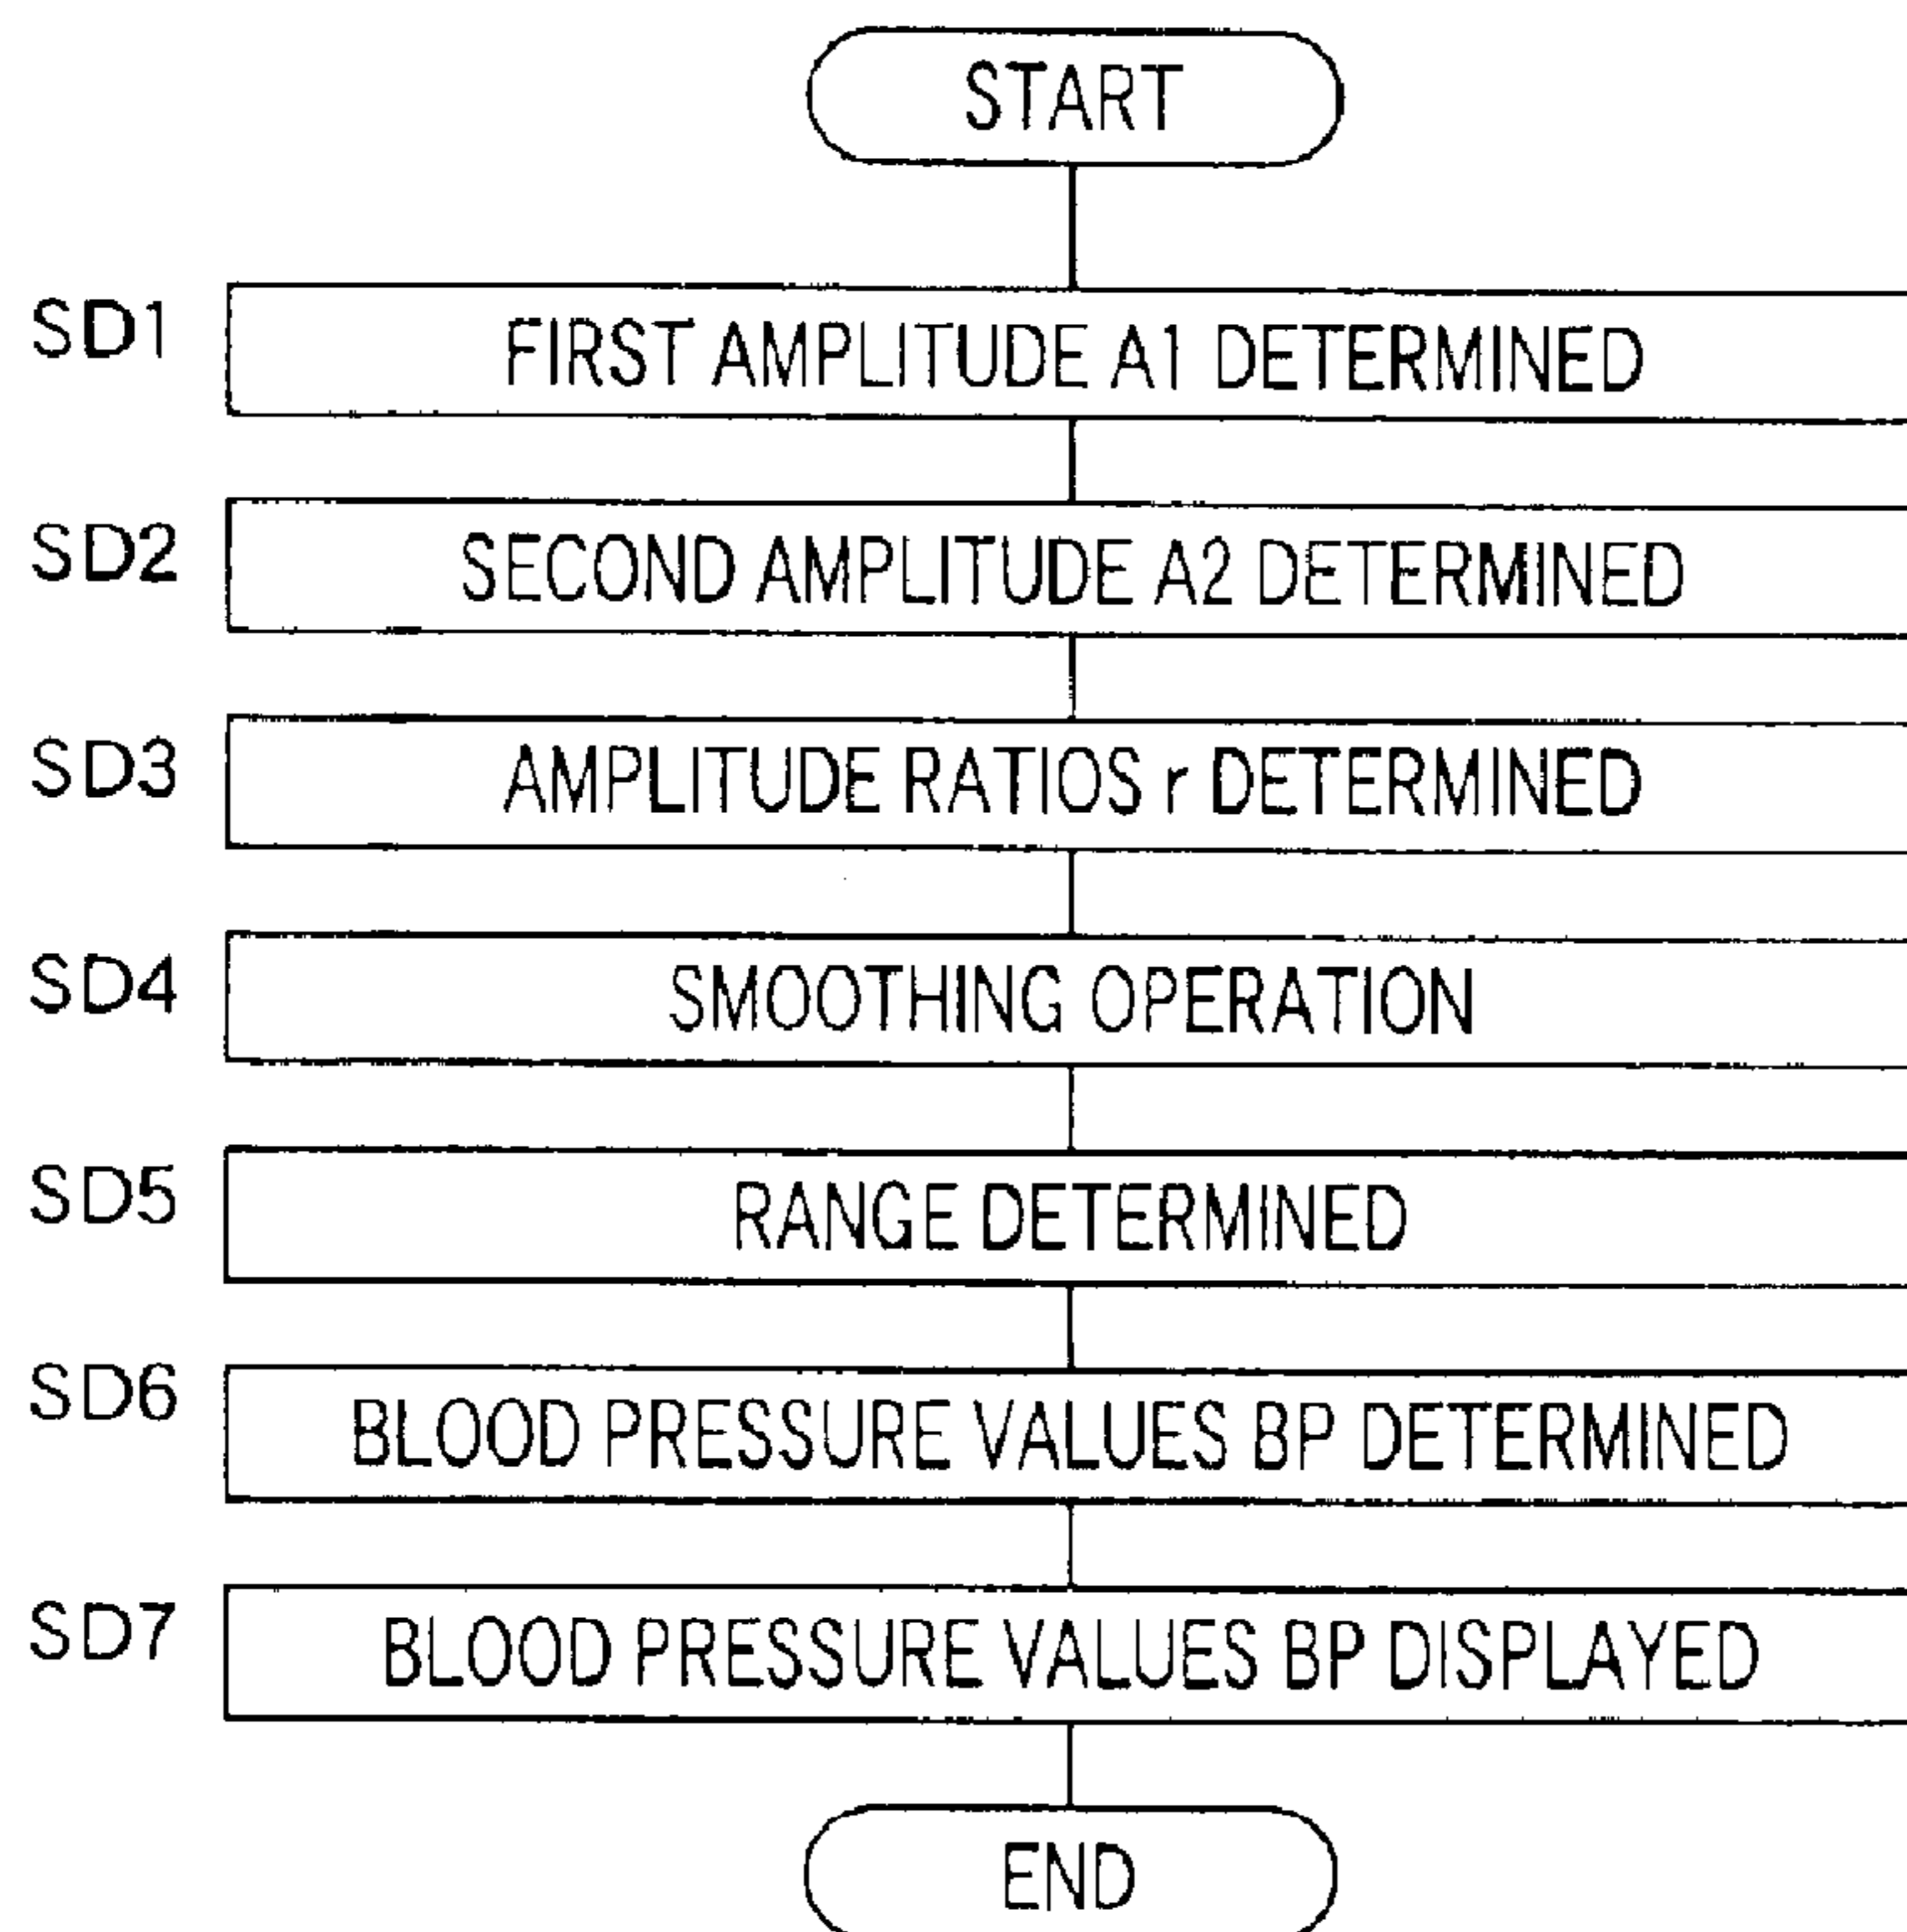 START
SD1 FIRST AMPLITUDE A1 DETERMINED
SD2 SECOND AMPLITUDE A2 DETERMINED
SD3 AMPLITUDE RATIOS r DETERMINED
SD4 SMOOTHING OPERATION
SD5 RANGE DETERMINED
SD6 BLOOD PRESSURE VALUES BP DETERMINED
SD7 BLOOD PRESSURE VALUES BP DISPLAYED
END